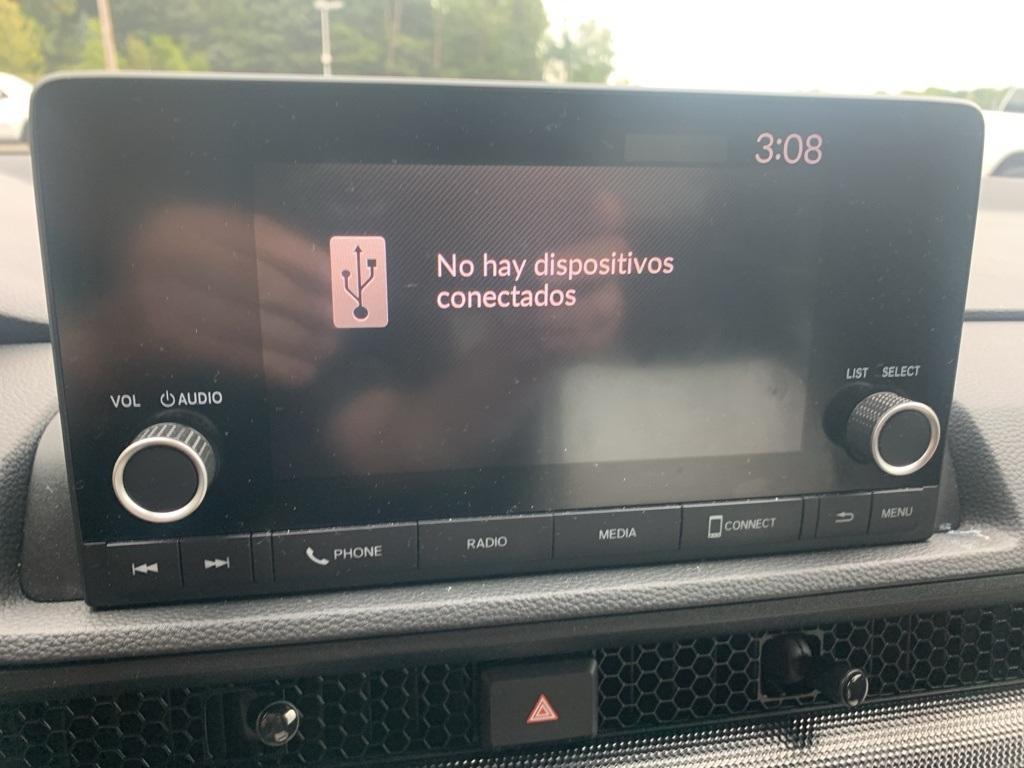 3:08
No hay dispositivos
conectados
VOL AUDIO
LIST SELECT
PHONE
RADIO
MEDIA
CONNECT
MENU